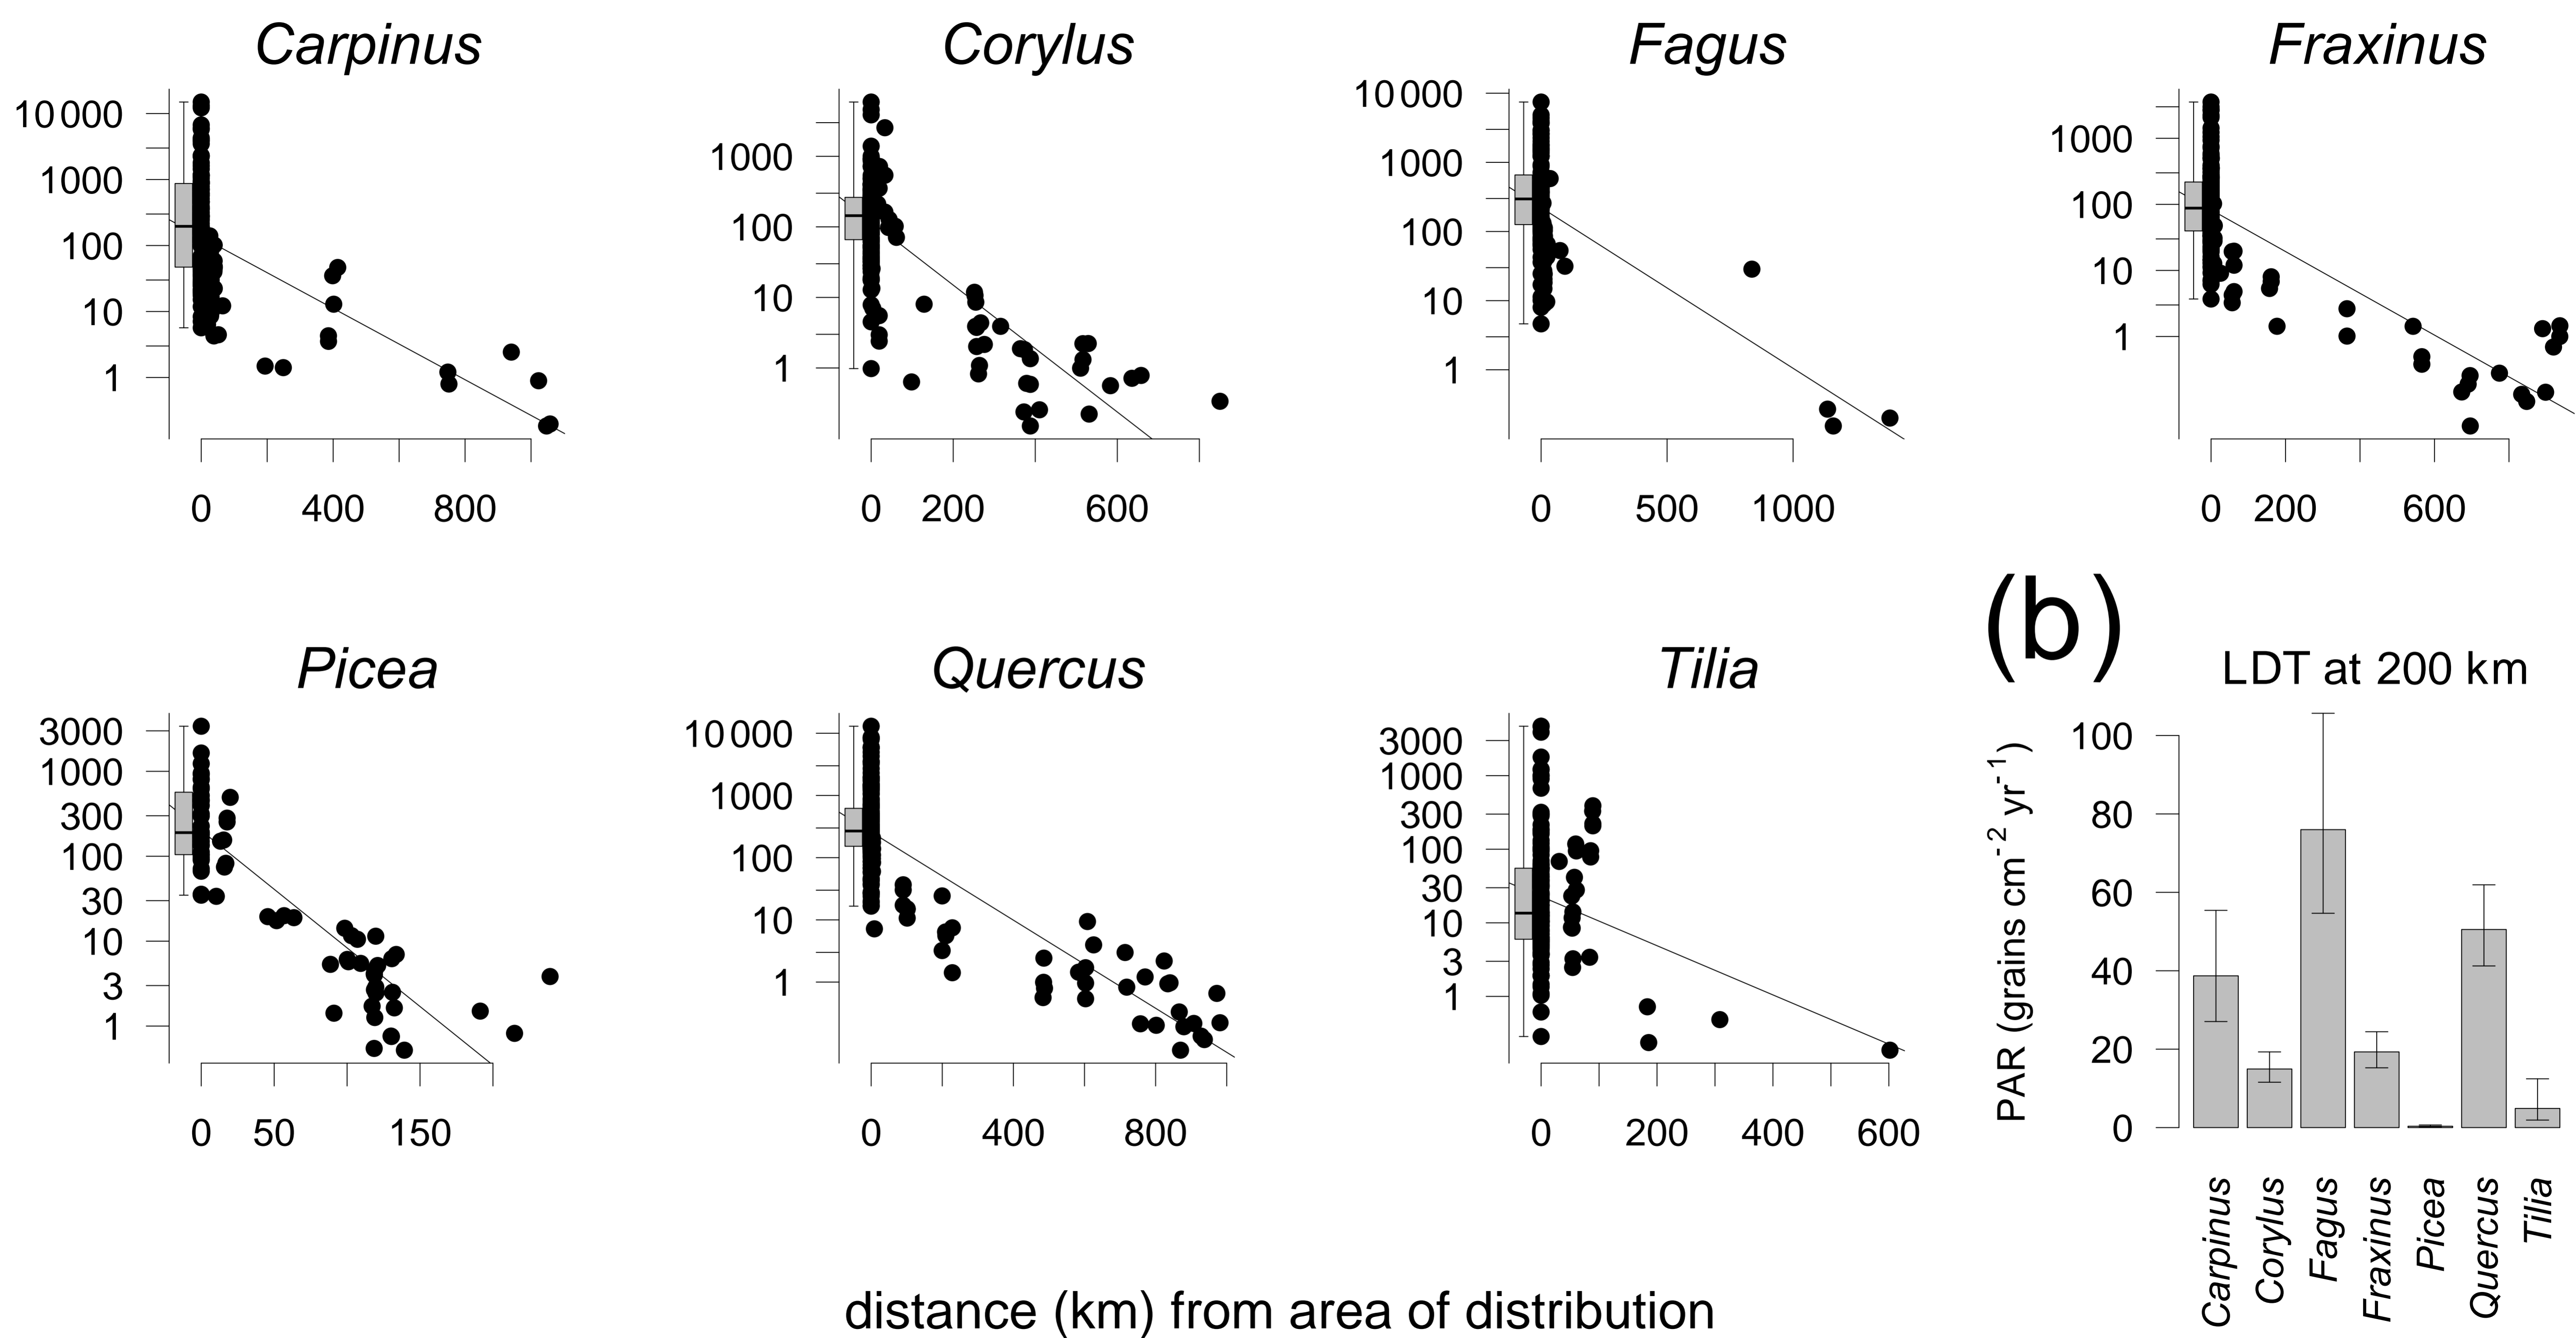 Carpinus
10 000
1000
100
10
1
0 400 800
Corylus
1000
100
10
1
0 200 600
Fagus
10 000
1000
100
10
1
0 500 1000
Fraxinus
1000
100
10
1
0 200 600
Picea
3000
1000
300
100
30
10
3
1
0 50 150
Quercus
10 000
1000
100
10
1
0 400 800
Tilia
3000
1000
300
100
30
10
3
1
0 200 400 600
distance (km) from area of distribution
(b)
LDT at 200 km
PAR (grains cm⁻² yr⁻¹)
100
80
60
40
20
0
Carpinus
Corylus
Fagus
Fraxinus
Picea
Quercus
Tilia